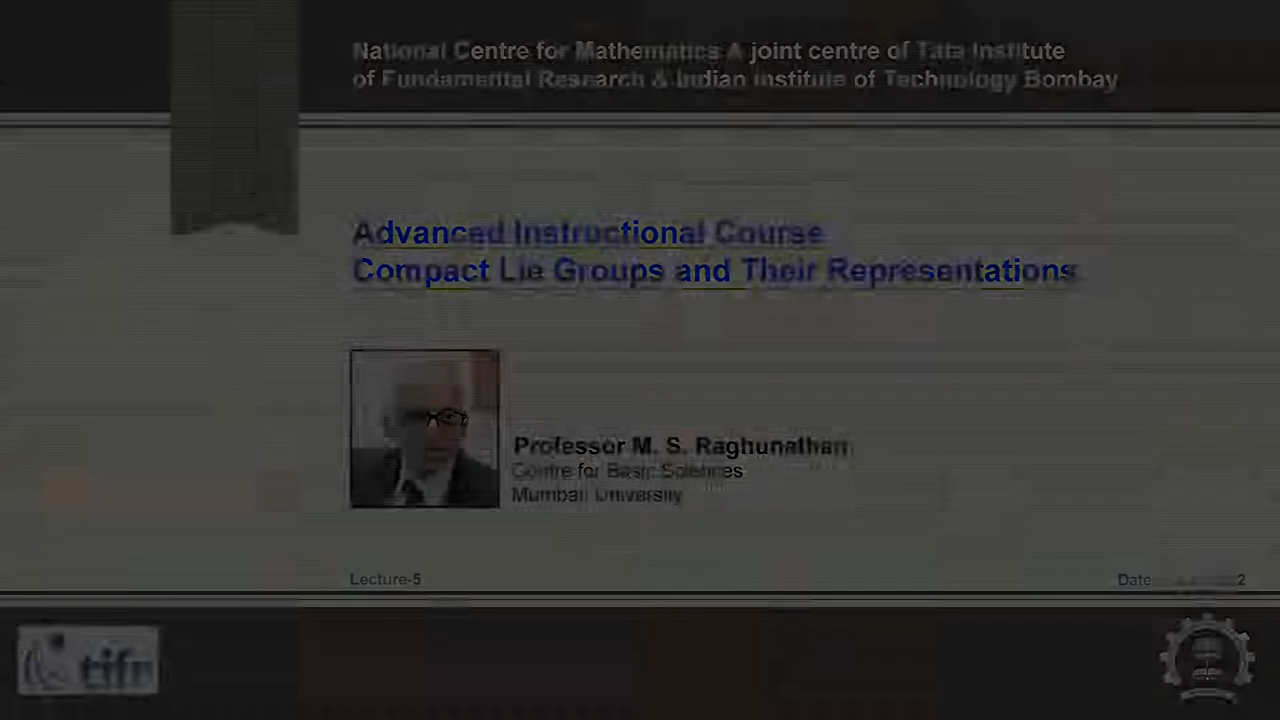 National Centre for Mathematics A joint centre of Tata Institute
of Fundamental Research & Indian Institute of Technology Bombay
Advanced Instructional Course
Compact Lie Groups and Their Representations
Professor M. S. Raghunathan
Centre for Basic Sciences
Mumbai University
Lecture-5
Date
tifr